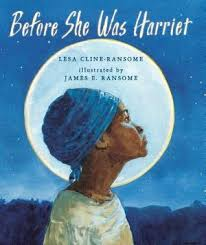 Before She Was Harriet
LESA CLINE-RANSOME
illustrated by
JAMES E. RANSOME